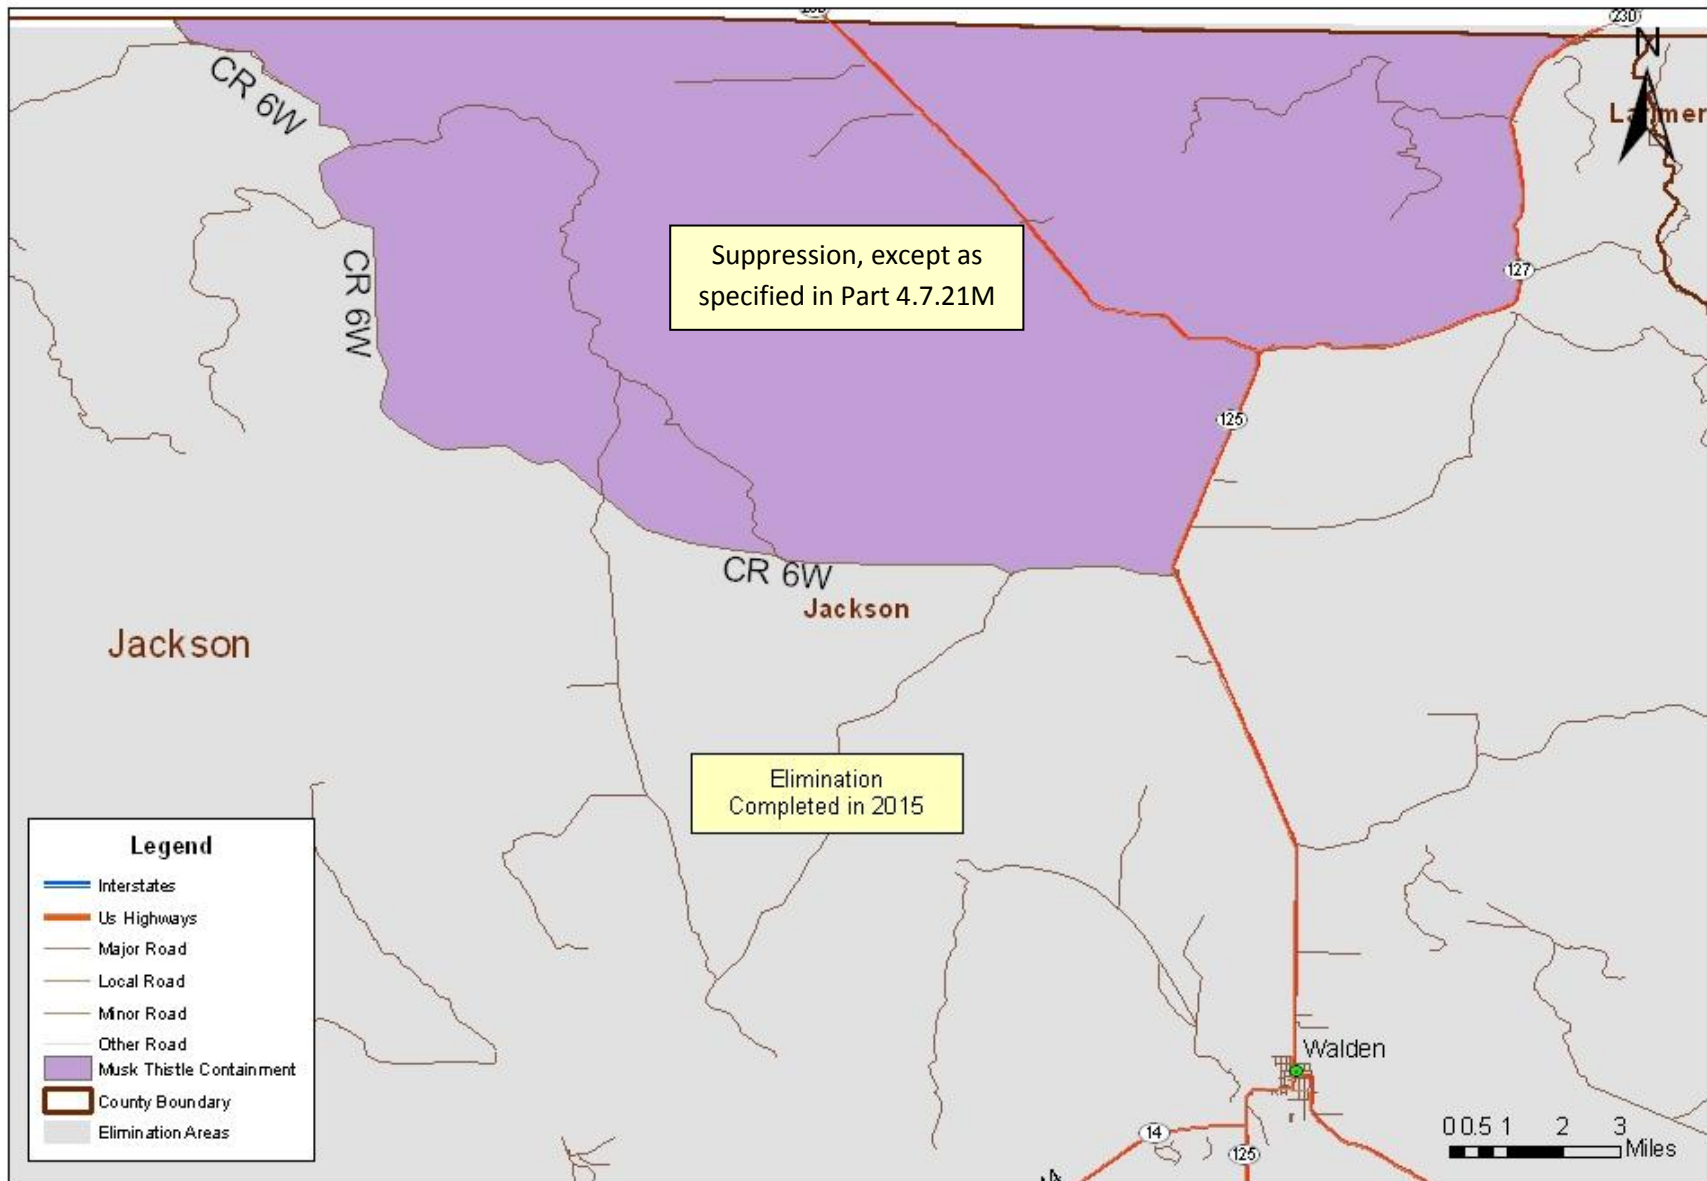 230
N
Larimer
CR 6W
Suppression, except as
specified in Part 4.7.21M
127
CR 6W
125
CR 6W
Jackson
Jackson
Elimination
Completed in 2015
Legend
Interstates
Us Highways
Major Road
Local Road
Minor Road
Other Road
Musk Thistle Containment
County Boundary
Elimination Areas
Walden
14
125
0 0.5 1 2 3
Miles